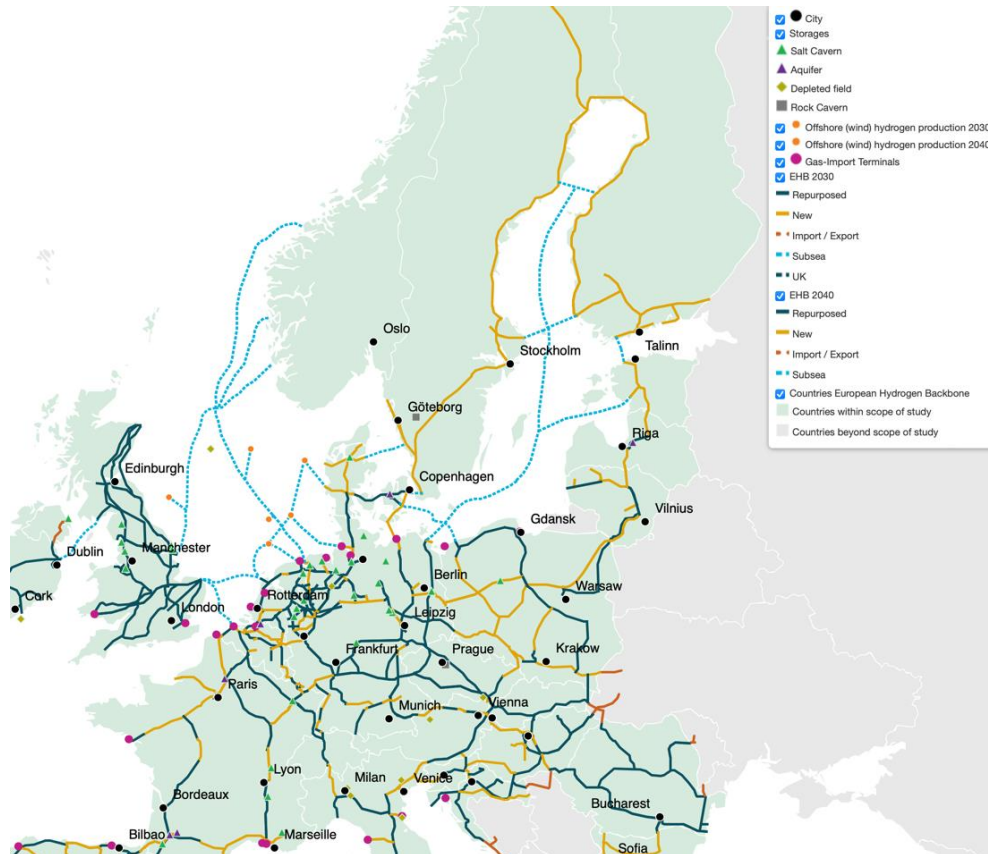 City
Storages
Salt Cavern
Aquifer
Depleted field
Rock Cavern
Offshore (wind) hydrogen production 2030
Offshore (wind) hydrogen production 2040
Gas-Import Terminals
EHB 2030
Repurposed
New
Import / Export
Subsea
UK
EHB 2040
Repurposed
New
Import / Export
Subsea
Countries European Hydrogen Backbone
Countries within scope of study
Countries beyond scope of study
Oslo
Stockholm
Talinn
Göteborg
Riga
Edinburgh
Copenhagen
Vilnius
Gdansk
Dublin
Manchester
Berlin
Cork
Rotterdam
Warsaw
London
Leipzig
Frankfurt
Prague
Krakow
Paris
Munich
Vienna
Lyon
Milan
Venice
Bordeaux
Bucharest
Bilbao
Marseille
Sofia